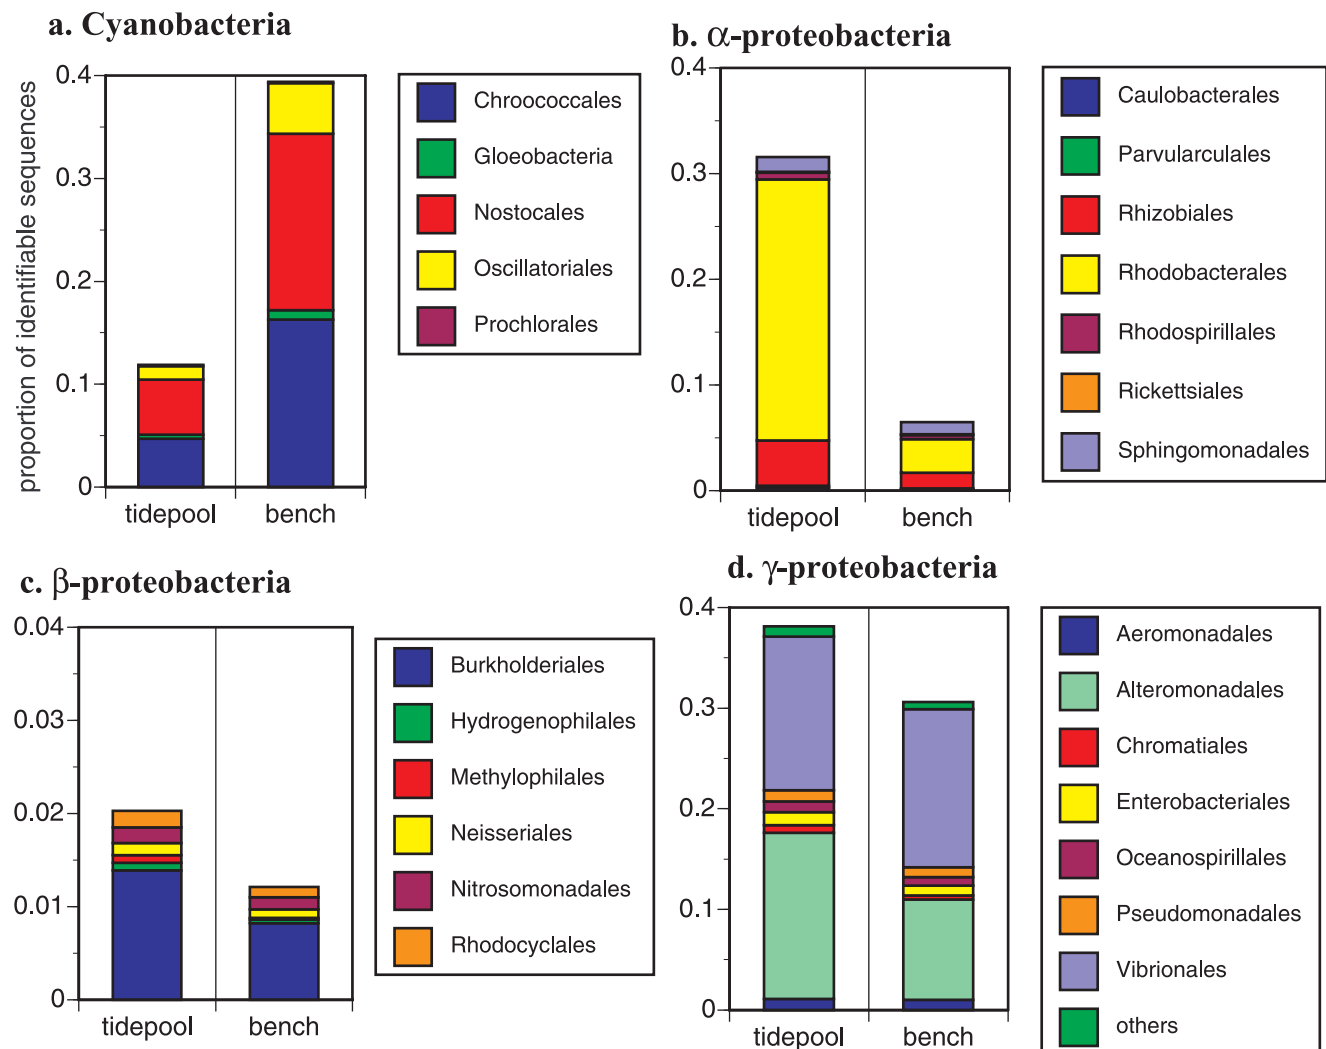 a. Cyanobacteria
proportion of identifiable sequences
0.4
0.3
0.2
0.1
0
tidepool
bench
Chroococcales
Gloeobacteria
Nostocales
Oscillatoriales
Prochlorales
b. α-proteobacteria
0.4
0.3
0.2
0.1
0
tidepool
bench
Caulobacterales
Parvularculales
Rhizobiales
Rhodobacterales
Rhodospirillales
Rickettsiales
Sphingomonadales
c. β-proteobacteria
0.04
0.03
0.02
0.01
0
tidepool
bench
Burkholderiales
Hydrogenophilales
Methylophilales
Neisseriales
Nitrosomonadales
Rhodocyclales
d. γ-proteobacteria
0.4
0.3
0.2
0.1
0
tidepool
bench
Aeromonadales
Alteromonadales
Chromatiales
Enterobacteriales
Oceanospirillales
Pseudomonadales
Vibrionales
others